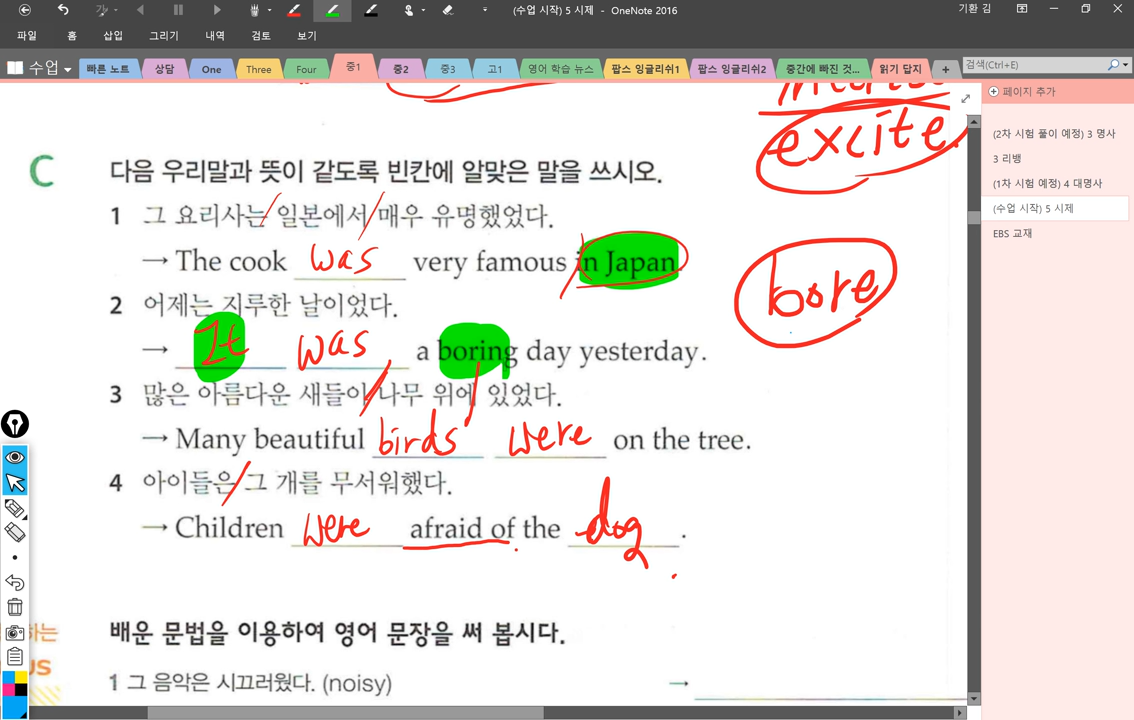 (수업 시작) 5 시제 - OneNote 2016
기환 김
파일 홈 삽입 그리기 내역 검토 보기
수업 빠른 노트 상담 One Three Four 중1 중2 중3 고1 영어 학습 뉴스 팝스 잉글리쉬1 팝스 잉글리쉬2 중간에 빠진 것... 읽기 답지 + 검색(Ctrl+E)
페이지 추가
(2차 시험 풀이 예정) 3 명사
3 리뱅
(1차 시험 예정) 4 대명사
(수업 시작) 5 시제
EBS 교재
excite.
bore
C 다음 우리말과 뜻이 같도록 빈칸에 알맞은 말을 쓰시오.
1 그 요리사는 일본에서 매우 유명했었다.
→ The cook was very famous in Japan
2 어제는 지루한 날이었다.
→ It was a boring day yesterday.
3 많은 아름다운 새들이 나무 위에 있었다.
→ Many beautiful birds were on the tree.
4 아이들은 그 개를 무서워했다.
→ Children were afraid of the dog.
배운 문법을 이용하여 영어 문장을 써 봅시다.
1 그 음악은 시끄러웠다. (noisy) →